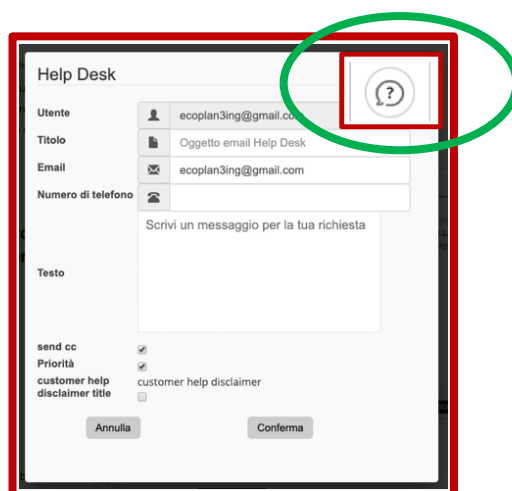 Help Desk
?
Utente ecoplan3ing@gmail.com
Titolo Oggetto email Help Desk
Email ecoplan3ing@gmail.com
Numero di telefono
Scrivi un messaggio per la tua richiesta
Testo
send cc
Priorità
customer help disclaimer title customer help disclaimer
Annulla Conferma